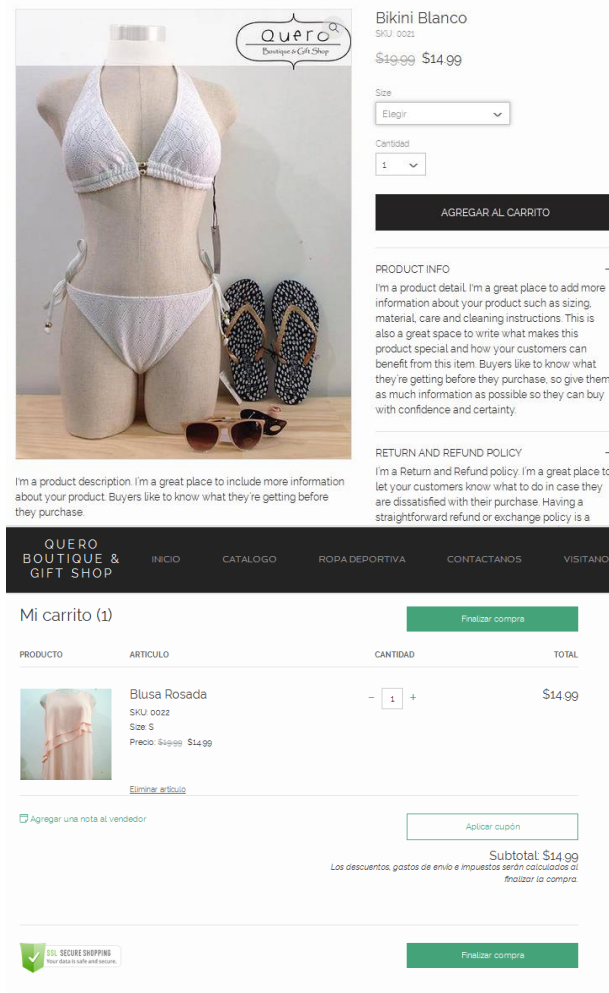 Quero
Boutique & Gift Shop
Bikini Blanco
SKU: 0021
$19.99 $14.99
Size
Elegir
Cantidad
1
AGREGAR AL CARRITO
PRODUCT INFO
I'm a product detail. I'm a great place to add more
information about your product such as sizing,
material, care and cleaning instructions. This is
also a great space to write what makes this
product special and how your customers can
benefit from this item. Buyers like to know what
they're getting before they purchase, so give them
as much information as possible so they can buy
with confidence and certainty.
RETURN AND REFUND POLICY
I'm a Return and Refund policy. I'm a great place to
let your customers know what to do in case they
are dissatisfied with their purchase. Having a
straightforward refund or exchange policy is a
I'm a product description. I'm a great place to include more information
about your product. Buyers like to know what they're getting before
they purchase.
QUERO
BOUTIQUE &
GIFT SHOP
INICIO CATALOGO ROPA DEPORTIVA CONTACTANOS VISITANO
Mi carrito (1)
Finalizar compra
PRODUCTO ARTICULO CANTIDAD TOTAL
Blusa Rosada − 1 + $14.99
SKU: 0022
Size: S
Precio: $19.99 $14.99
Eliminar artículo
Agregar una nota al vendedor
Aplicar cupón
Subtotal: $14.99
Los descuentos, gastos de envío e impuestos serán calculados al
finalizar la compra.
SSL SECURE SHOPPING
Your data is safe and secure.
Finalizar compra